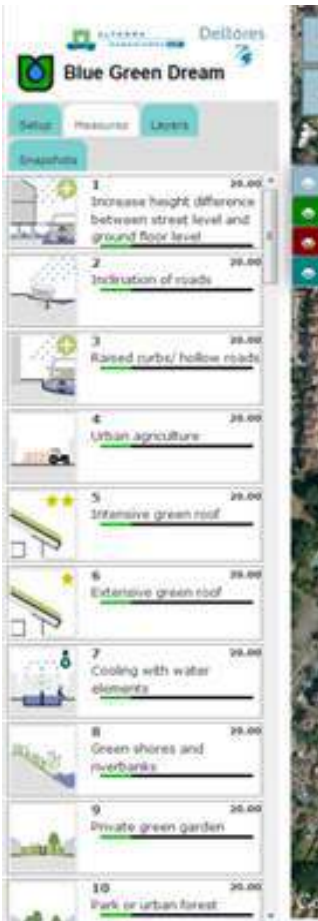 ALTERRA
Deltares
Blue Green Dream
Setup Measures Layers
Snapshots
1 20.00
Increase height difference
between street level and
ground floor level
2 20.00
Inclination of roads
3 20.00
Raised curbs/ hollow roads
4 20.00
Urban agriculture
5 20.00
Intensive green roof
6 20.00
Extensive green roof
7 20.00
Cooling with water
elements
8 20.00
Green shores and
riverbanks
9 20.00
Private green garden
10 20.00
Park or urban forest